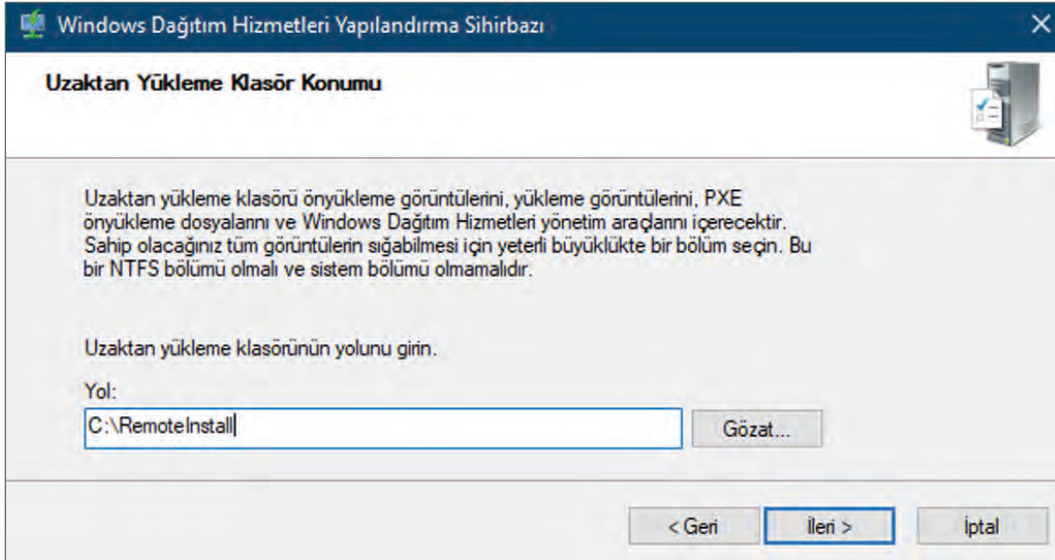 Windows Dağıtım Hizmetleri Yapılandırma Sihirbazı
Uzaktan Yükleme Klasör Konumu
Uzaktan yükleme klasörü önyükleme görüntülerini, yükleme görüntülerini, PXE
önyükleme dosyalarını ve Windows Dağıtım Hizmetleri yönetim araçlarını içerecektir.
Sahip olacağınız tüm görüntülerin sığabilmesi için yeterli büyüklükte bir bölüm seçin. Bu
bir NTFS bölümü olmalı ve sistem bölümü olmamalıdır.
Uzaktan yükleme klasörünün yolunu girin.
Yol:
C:\RemoteInstall
Gözat...
< Geri
İleri >
İptal